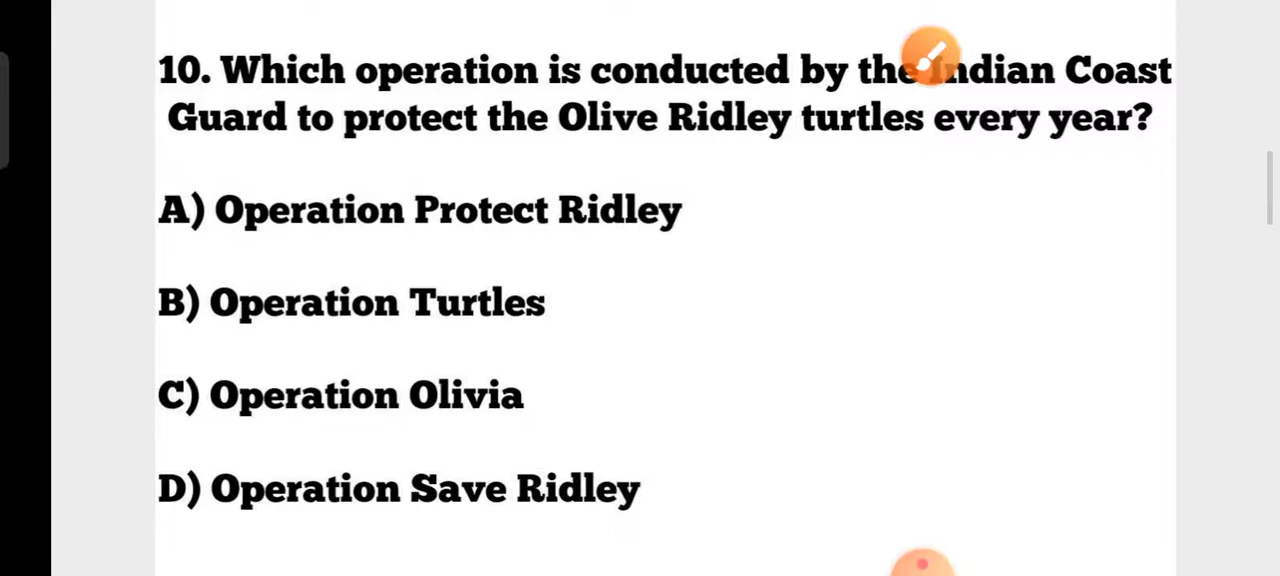 10. Which operation is conducted by the Indian Coast
Guard to protect the Olive Ridley turtles every year?
A) Operation Protect Ridley
B) Operation Turtles
C) Operation Olivia
D) Operation Save Ridley